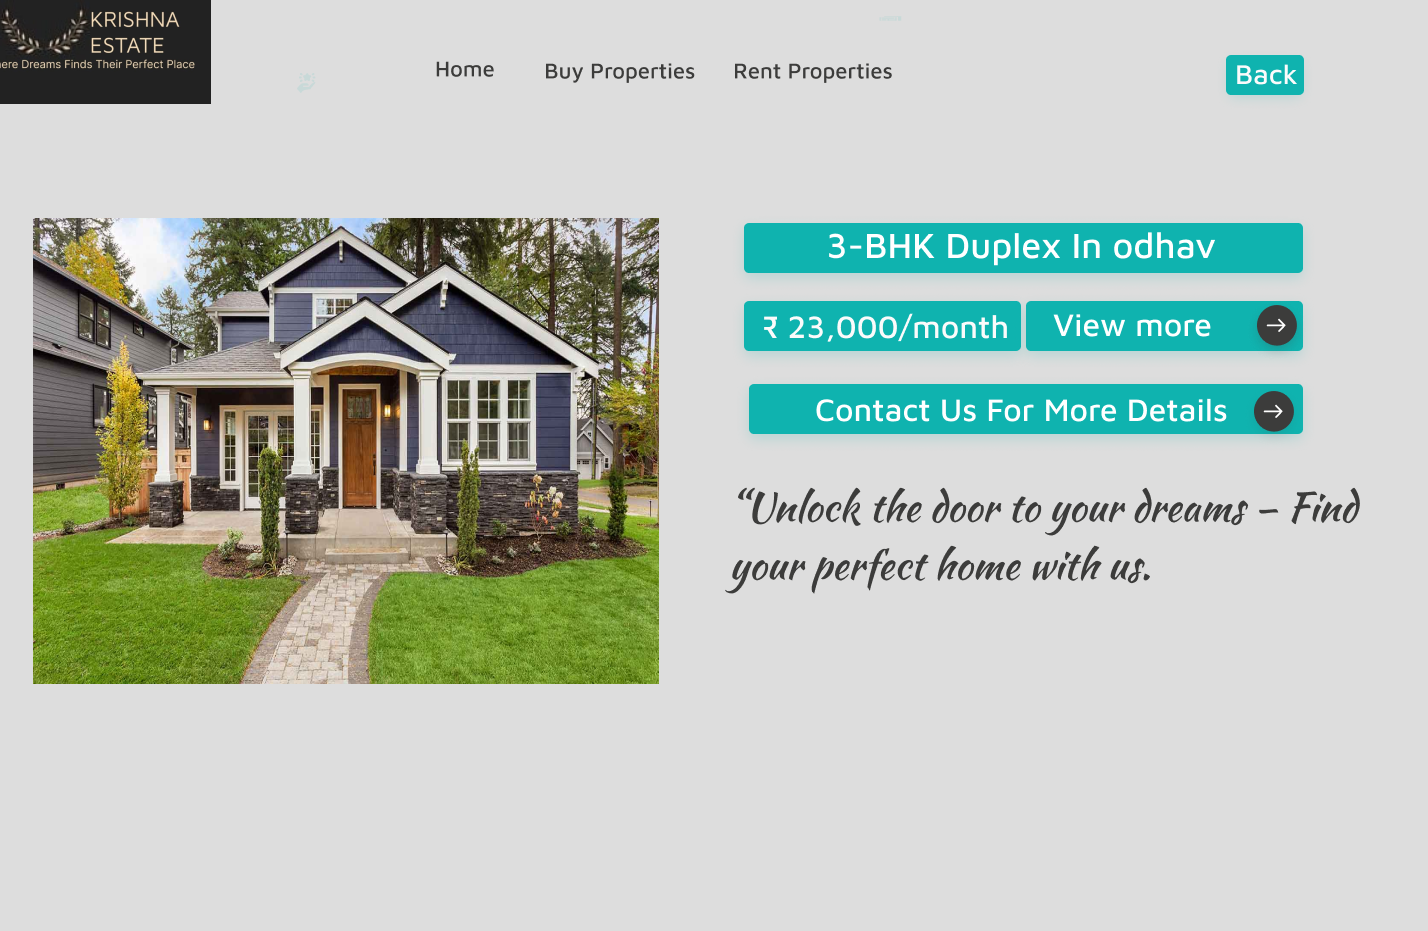 KRISHNA
ESTATE
Dreams Finds Their Perfect Place
Home
Buy Properties
Rent Properties
Back
3-BHK Duplex In odhav
₹ 23,000/month
View more
Contact Us For More Details
“Unlock the door to your dreams – Find
your perfect home with us.